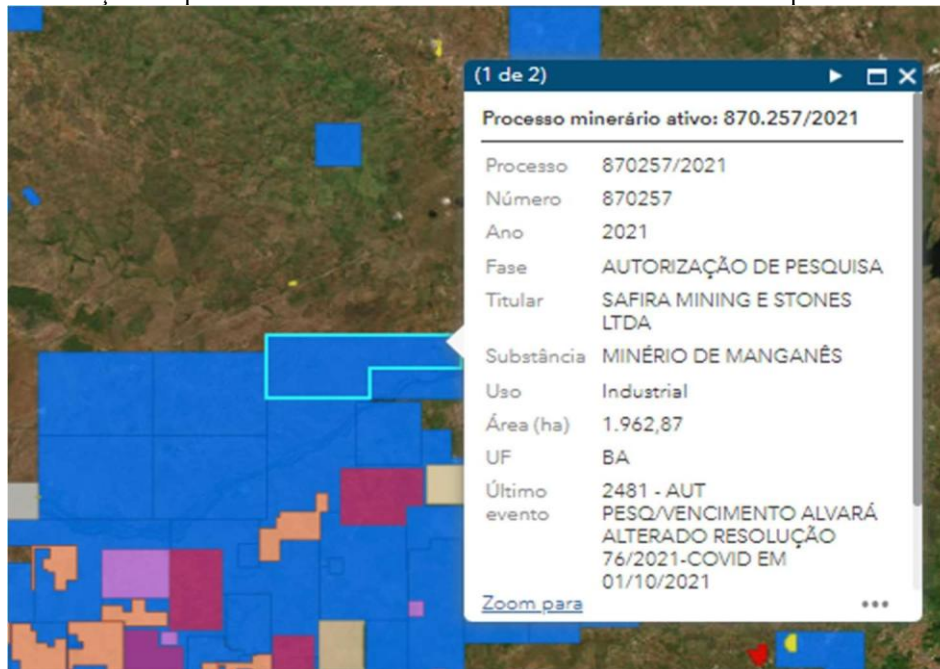 (1 de 2)
Processo minerário ativo: 870.257/2021
Processo 870257/2021
Número 870257
Ano 2021
Fase AUTORIZAÇÃO DE PESQUISA
Titular SAFIRA MINING E STONES
LTDA
Substância MINÉRIO DE MANGANÊS
Uso Industrial
Área (ha) 1.962,87
UF BA
Último 2481 - AUT
evento PESQ/VENCIMENTO ALVARÁ
ALTERADO RESOLUÇÃO
76/2021-COVID EM
01/10/2021
Zoom para